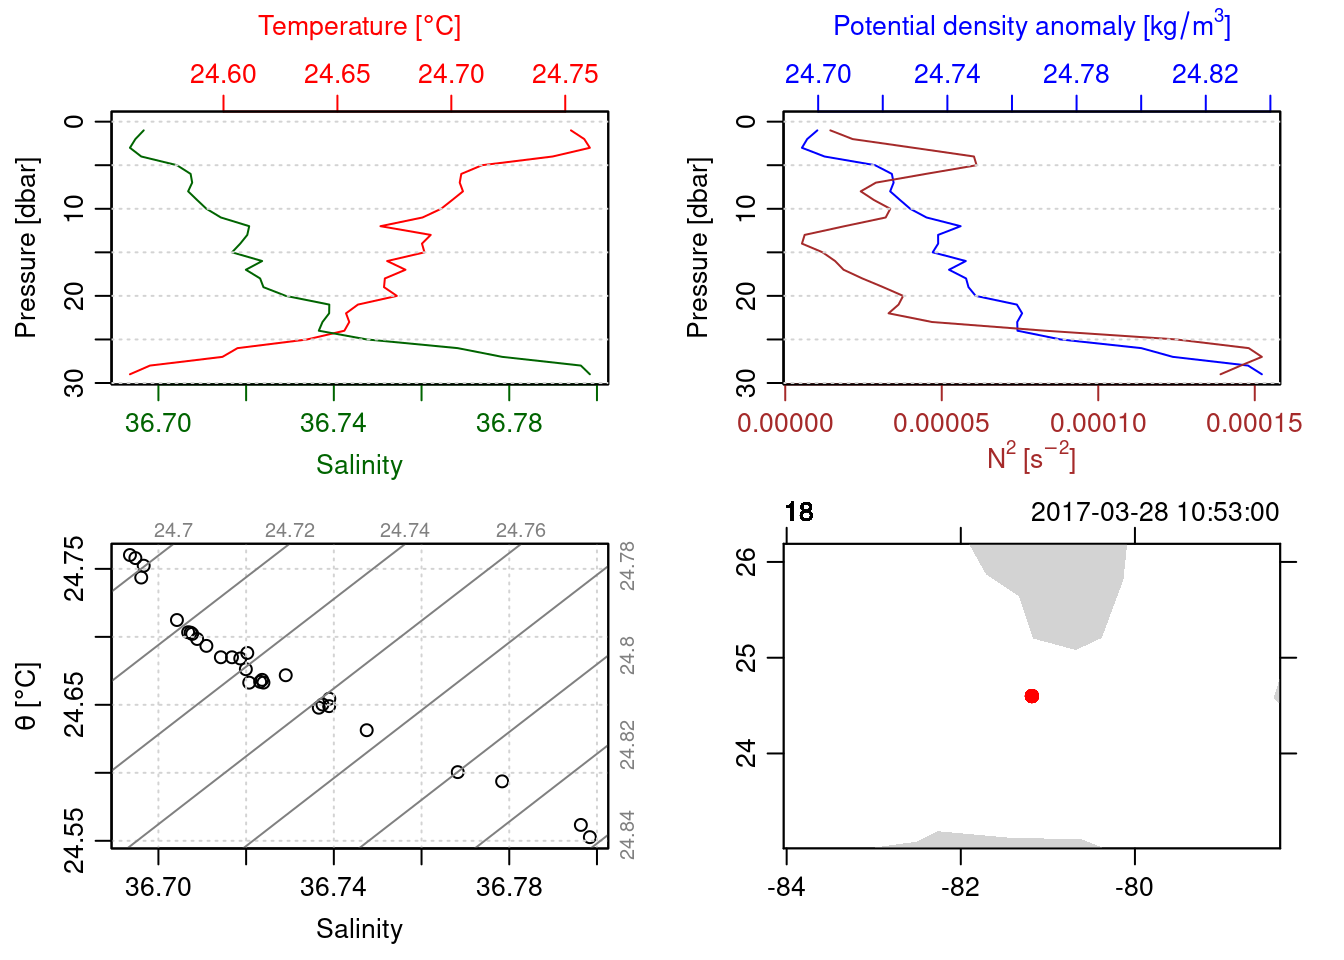 Temperature [°C]
24.60 24.65 24.70 24.75
Pressure [dbar]
0 10 20 30
36.70 36.74 36.78
Salinity
Potential density anomaly [kg/m³]
24.70 24.74 24.78 24.82
Pressure [dbar]
0 10 20 30
0.00000 0.00005 0.00010 0.00015
N² [s⁻²]
24.7 24.72 24.74 24.76
24.78
24.8
24.82
24.84
θ [°C]
24.75
24.65
24.55
36.70 36.74 36.78
Salinity
18 2017-03-28 10:53:00
26
25
24
-84 -82 -80